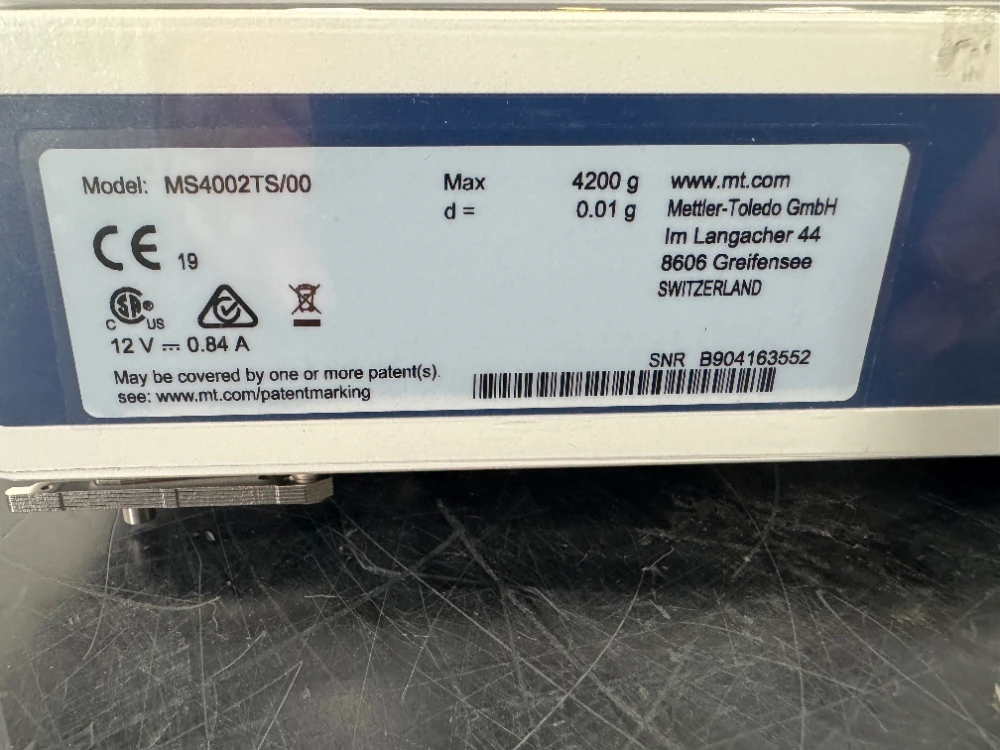 Model: MS4002TS/00
Max 4200 g
d = 0.01 g
www.mt.com
Mettler-Toledo GmbH
Im Langacher 44
8606 Greifensee
SWITZERLAND
CE 19
C SA® US
12 V ⎓ 0.84 A
May be covered by one or more patent(s).
see: www.mt.com/patentmarking
SNR B904163552